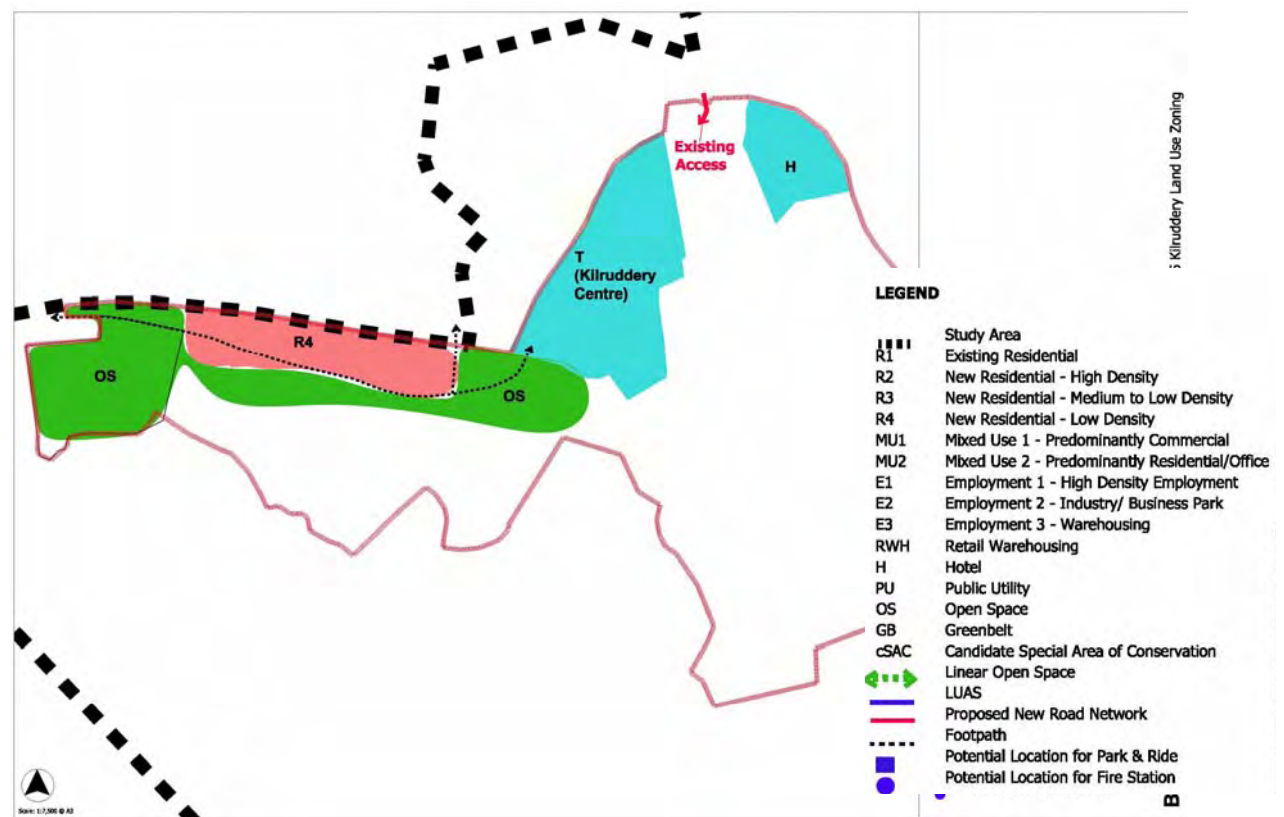 Existing
Access
H
T
(Kilruddery
Centre)
R4
OS
OS
Scale: 1:7,500 @ A3
Kilruddery Land Use Zoning
B
LEGEND
Study Area
R1 Existing Residential
R2 New Residential - High Density
R3 New Residential - Medium to Low Density
R4 New Residential - Low Density
MU1 Mixed Use 1 - Predominantly Commercial
MU2 Mixed Use 2 - Predominantly Residential/Office
E1 Employment 1 - High Density Employment
E2 Employment 2 - Industry/ Business Park
E3 Employment 3 - Warehousing
RWH Retail Warehousing
H Hotel
PU Public Utility
OS Open Space
GB Greenbelt
cSAC Candidate Special Area of Conservation
Linear Open Space
LUAS
Proposed New Road Network
Footpath
Potential Location for Park & Ride
Potential Location for Fire Station